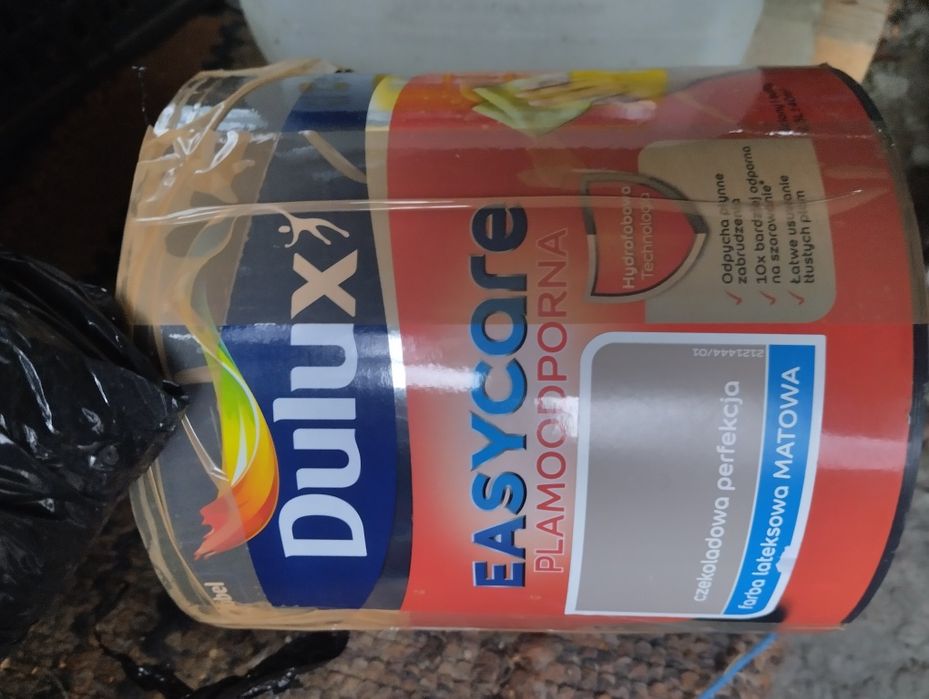 Dulux
EASYCare
PLAMOODPORNA
Hydrofobowa
Technologia
Odpycha płynne
zabrudzenia
10x bardziej odporna
na szorowanie*
Łatwe usuwanie
tłustych plam
2121444/01
czekoladowa perfekcja
farba lateksowa MATOWA